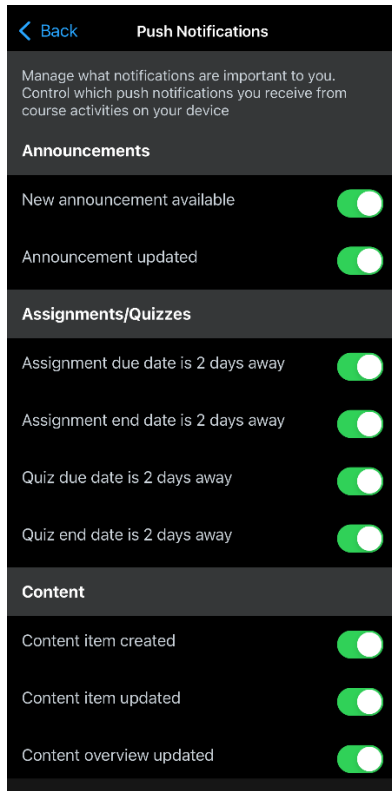 Back
Push Notifications
Manage what notifications are important to you.
Control which push notifications you receive from
course activities on your device
Announcements
New announcement available
Announcement updated
Assignments/Quizzes
Assignment due date is 2 days away
Assignment end date is 2 days away
Quiz due date is 2 days away
Quiz end date is 2 days away
Content
Content item created
Content item updated
Content overview updated